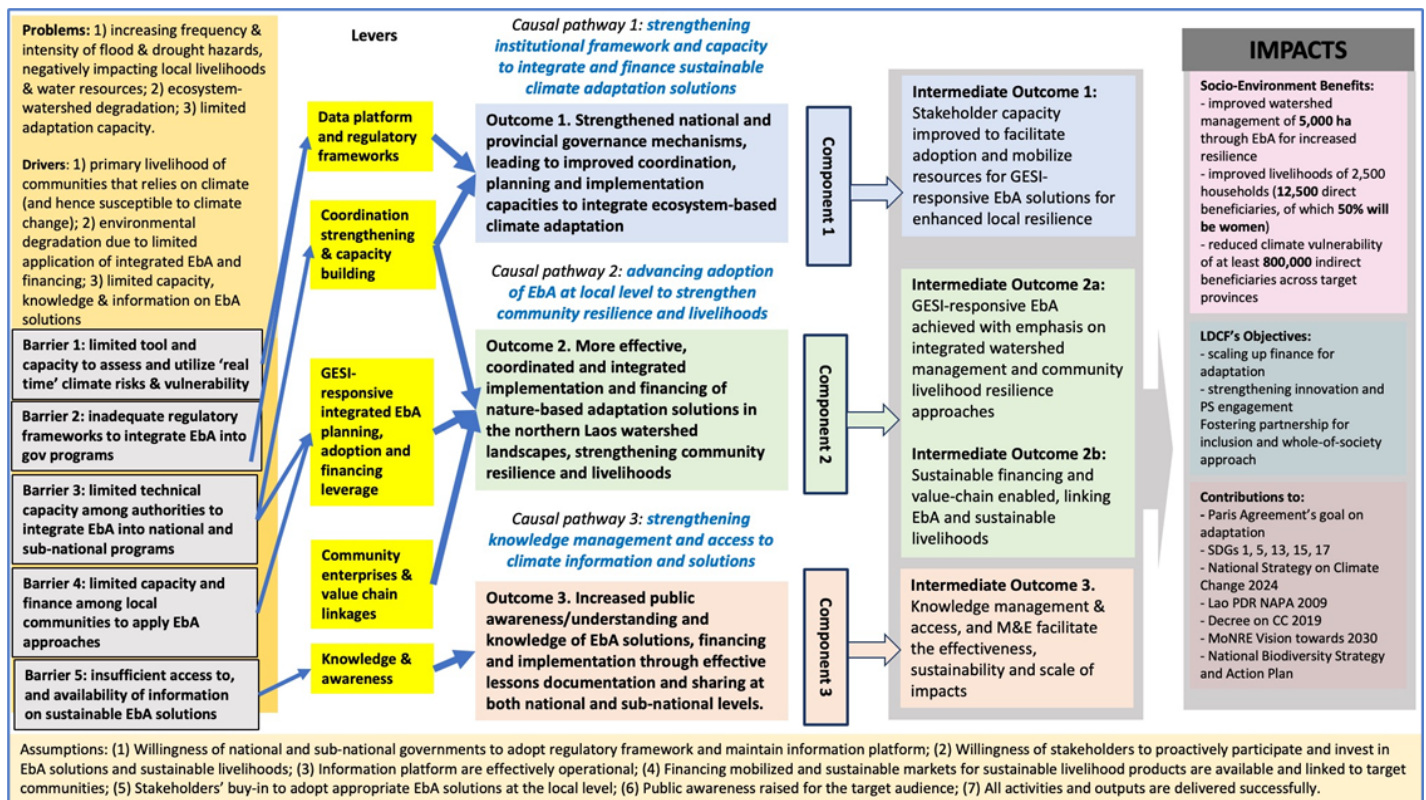 Problems: 1) increasing frequency &
intensity of flood & drought hazards,
negatively impacting local livelihoods
& water resources; 2) ecosystem-
watershed degradation; 3) limited
adaptation capacity.
Drivers: 1) primary livelihood of
communities that relies on climate
(and hence susceptible to climate
change); 2) environmental
degradation due to limited
application of integrated EbA and
financing; 3) limited capacity,
knowledge & information on EbA
solutions
Barrier 1: limited tool and
capacity to assess and utilize ‘real
time’ climate risks & vulnerability
Barrier 2: inadequate regulatory
frameworks to integrate EbA into
gov programs
Barrier 3: limited technical
capacity among authorities to
integrate EbA into national and
sub-national programs
Barrier 4: limited capacity and
finance among local
communities to apply EbA
approaches
Barrier 5: insufficient access to,
and availability of information
on sustainable EbA solutions
Levers
Data platform
and regulatory
frameworks
Coordination
strengthening
& capacity
building
GESI-
responsive
integrated EbA
planning,
adoption and
financing
leverage
Community
enterprises &
value chain
linkages
Knowledge &
awareness
Causal pathway 1: strengthening
institutional framework and capacity
to integrate and finance sustainable
climate adaptation solutions
Outcome 1. Strengthened national and
provincial governance mechanisms,
leading to improved coordination,
planning and implementation
capacities to integrate ecosystem-based
climate adaptation
Causal pathway 2: advancing adoption
of EbA at local level to strengthen
community resilience and livelihoods
Outcome 2. More effective,
coordinated and integrated
implementation and financing of
nature-based adaptation solutions in
the northern Laos watershed
landscapes, strengthening community
resilience and livelihoods
Causal pathway 3: strengthening
knowledge management and access to
climate information and solutions
Outcome 3. Increased public
awareness/understanding and
knowledge of EbA solutions, financing
and implementation through effective
lessons documentation and sharing at
both national and sub-national levels.
Component 1
Component 2
Component 3
Intermediate Outcome 1:
Stakeholder capacity
improved to facilitate
adoption and mobilize
resources for GESI-
responsive EbA solutions for
enhanced local resilience
Intermediate Outcome 2a:
GESI-responsive EbA
achieved with emphasis on
integrated watershed
management and community
livelihood resilience
approaches
Intermediate Outcome 2b:
Sustainable financing and
value-chain enabled, linking
EbA and sustainable
livelihoods
Intermediate Outcome 3.
Knowledge management &
access, and M&E facilitate
the effectiveness,
sustainability and scale of
impacts
IMPACTS
Socio-Environment Benefits:
- improved watershed
management of 5,000 ha
through EbA for increased
resilience
- improved livelihoods of 2,500
households (12,500 direct
beneficiaries, of which 50% will
be women)
- reduced climate vulnerability
of at least 800,000 indirect
beneficiaries across target
provinces
LDCF’s Objectives:
- scaling up finance for
adaptation
- strengthening innovation and
PS engagement
Fostering partnership for
inclusion and whole-of-society
approach
Contributions to:
- Paris Agreement’s goal on
adaptation
- SDGs 1, 5, 13, 15, 17
- National Strategy on Climate
Change 2024
- Lao PDR NAPA 2009
- Decree on CC 2019
- MoNRE Vision towards 2030
- National Biodiversity Strategy
and Action Plan
Assumptions: (1) Willingness of national and sub-national governments to adopt regulatory framework and maintain information platform; (2) Willingness of stakeholders to proactively participate and invest in
EbA solutions and sustainable livelihoods; (3) Information platform are effectively operational; (4) Financing mobilized and sustainable markets for sustainable livelihood products are available and linked to target
communities; (5) Stakeholders’ buy-in to adopt appropriate EbA solutions at the local level; (6) Public awareness raised for the target audience; (7) All activities and outputs are delivered successfully.